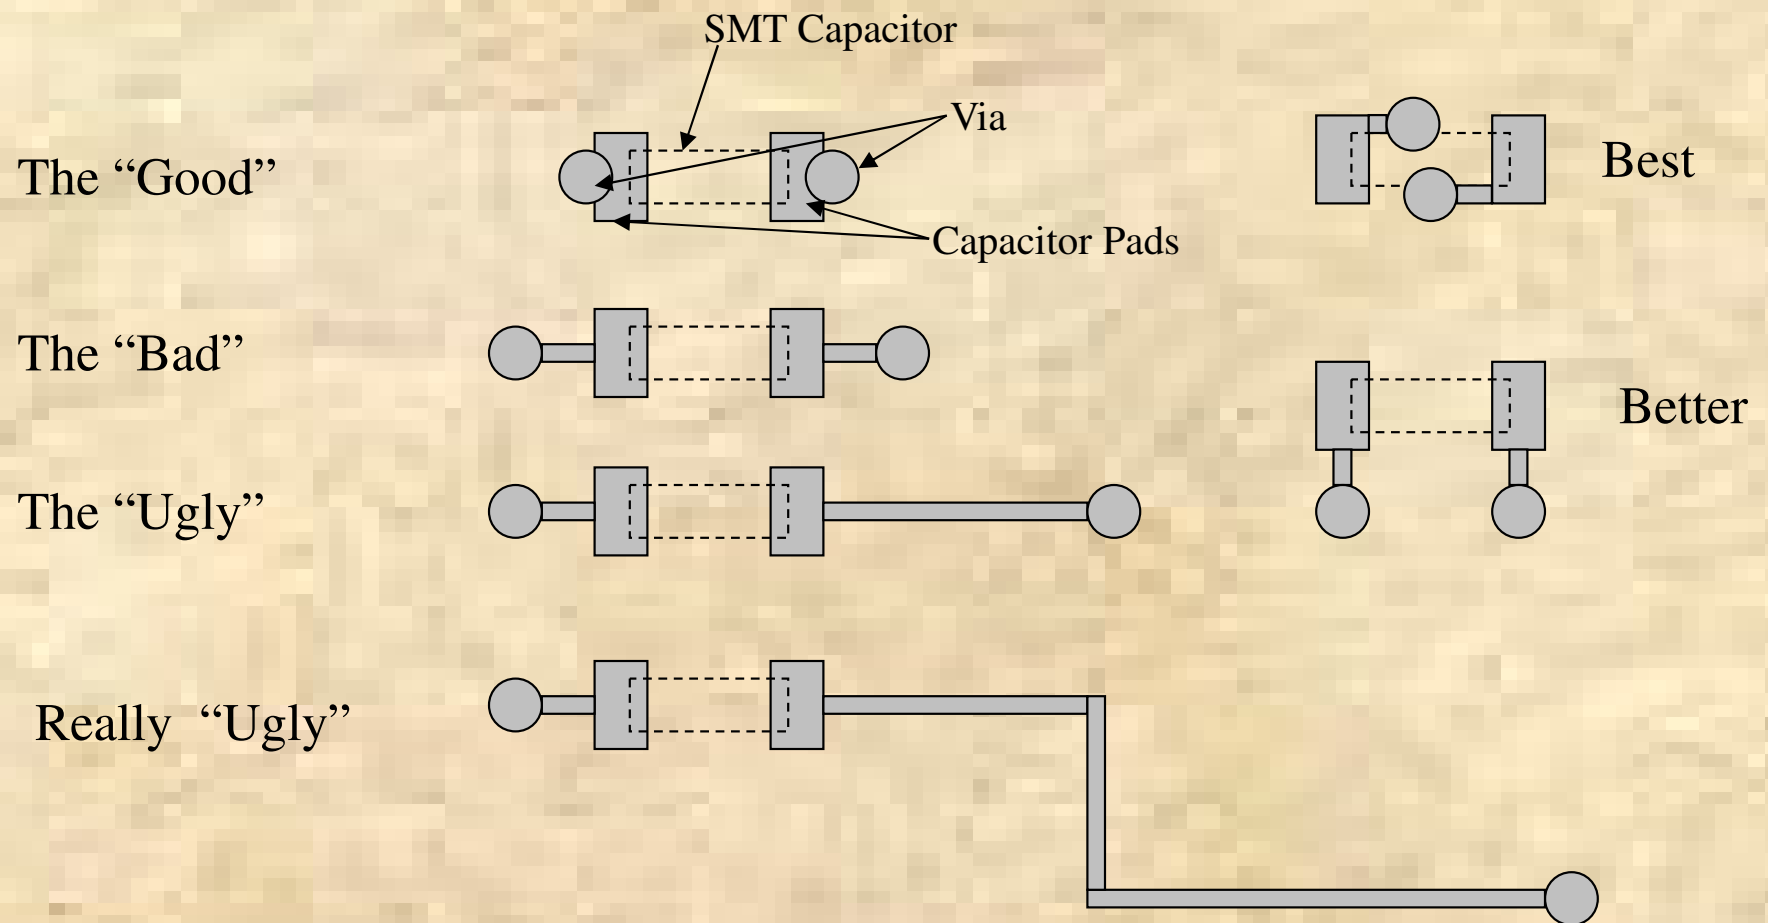 SMT Capacitor
Via
The “Good”
Best
Capacitor Pads
The “Bad”
Better
The “Ugly”
Really “Ugly”